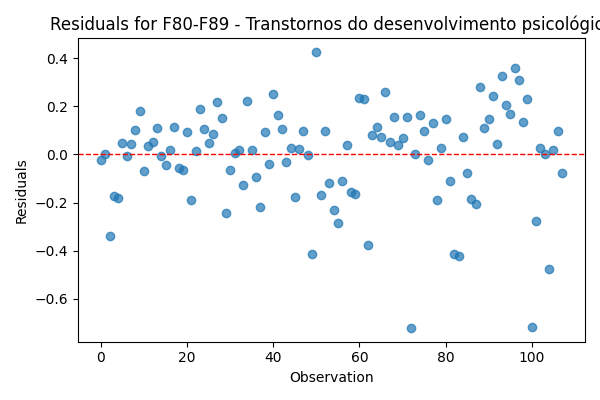 Residuals for F80-F89 - Transtornos do desenvolvimento psicológic
0.4
0.2
0.0
−0.2
−0.4
−0.6
Residuals
0 20 40 60 80 100
Observation